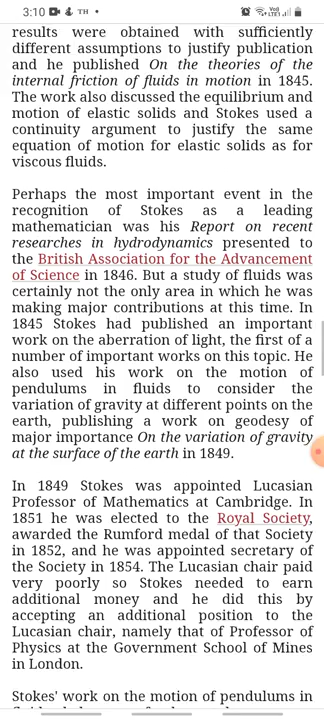 3:10 TH •
results were obtained with sufficiently
different assumptions to justify publication
and he published On the theories of the
internal friction of fluids in motion in 1845.
The work also discussed the equilibrium and
motion of elastic solids and Stokes used a
continuity argument to justify the same
equation of motion for elastic solids as for
viscous fluids.
Perhaps the most important event in the
recognition of Stokes as a leading
mathematician was his Report on recent
researches in hydrodynamics presented to
the British Association for the Advancement
of Science in 1846. But a study of fluids was
certainly not the only area in which he was
making major contributions at this time. In
1845 Stokes had published an important
work on the aberration of light, the first of a
number of important works on this topic. He
also used his work on the motion of
pendulums in fluids to consider the
variation of gravity at different points on the
earth, publishing a work on geodesy of
major importance On the variation of gravity
at the surface of the earth in 1849.
In 1849 Stokes was appointed Lucasian
Professor of Mathematics at Cambridge. In
1851 he was elected to the Royal Society,
awarded the Rumford medal of that Society
in 1852, and he was appointed secretary of
the Society in 1854. The Lucasian chair paid
very poorly so Stokes needed to earn
additional money and he did this by
accepting an additional position to the
Lucasian chair, namely that of Professor of
Physics at the Government School of Mines
in London.
Stokes' work on the motion of pendulums in